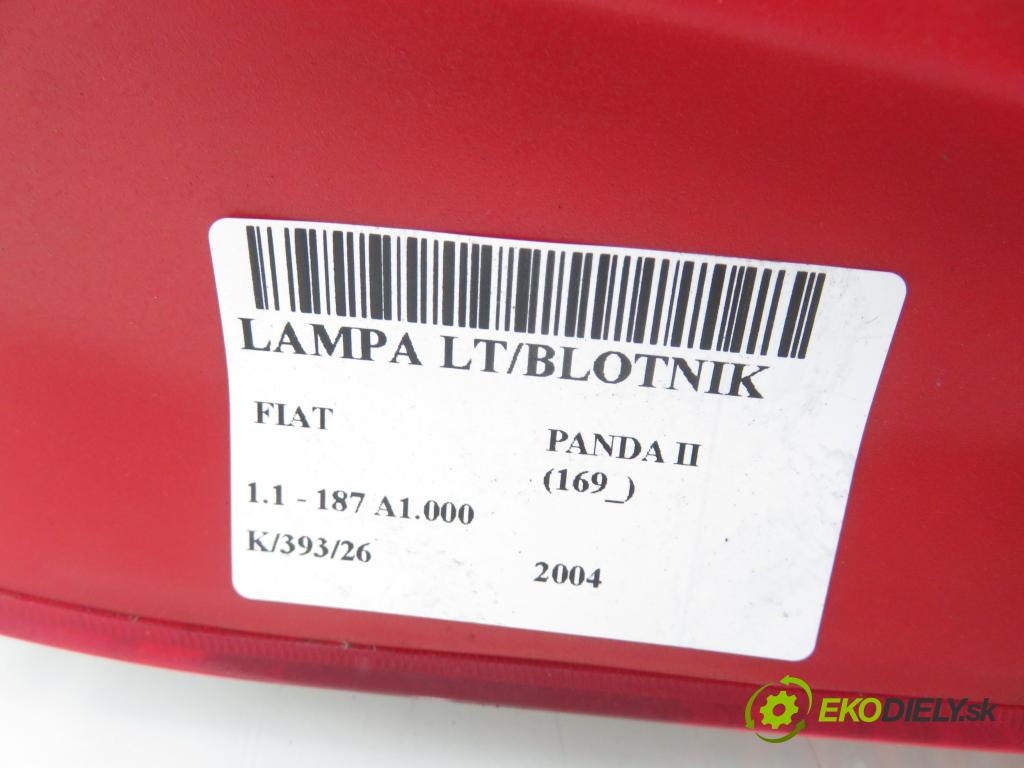 LAMPA LT/BLOTNIK
FIAT
PANDA II
(169_)
1.1 - 187 A1.000
K/393/26
2004
EKODIELY.sk